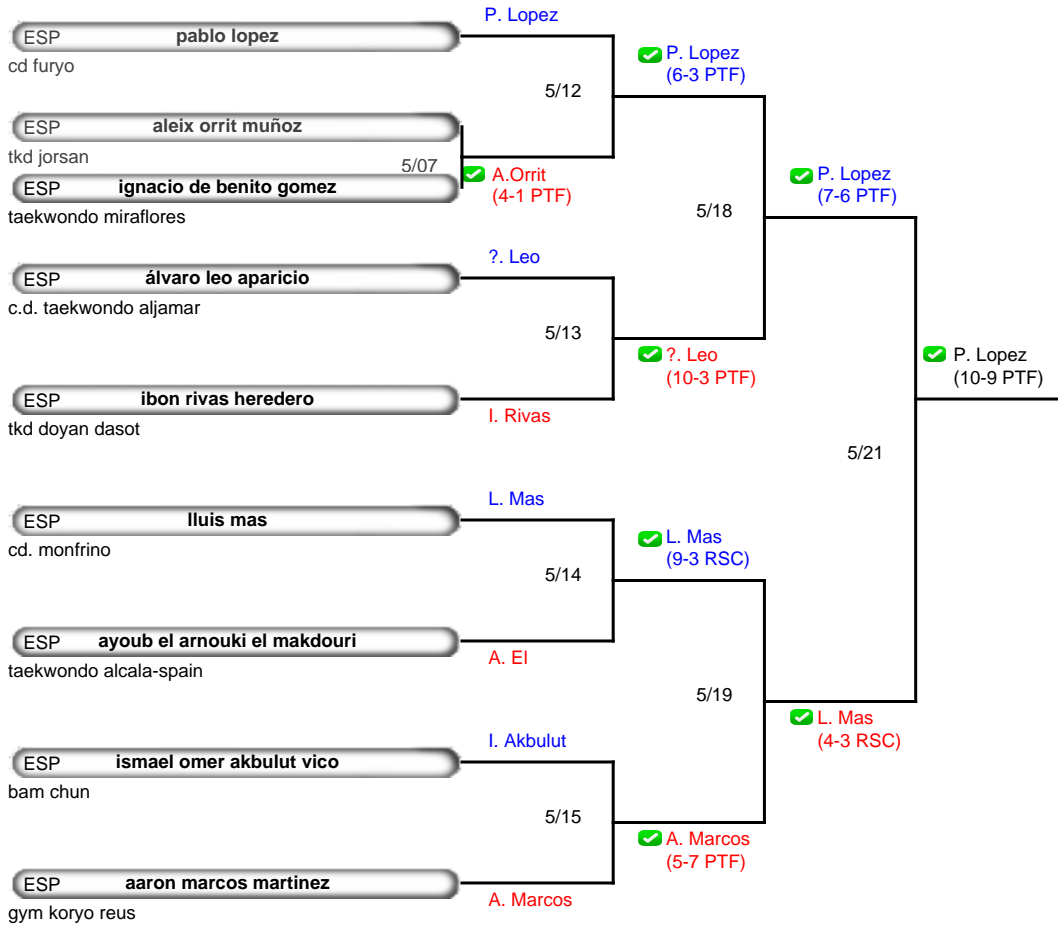 P. Lopez
ESP pablo lopez
cd furyo
P. Lopez
(6-3 PTF)
5/12
ESP aleix orrit muñoz
tkd jorsan
5/07
A.Orrit
(4-1 PTF)
ESP ignacio de benito gomez
taekwondo miraflores
P. Lopez
(7-6 PTF)
5/18
?. Leo
ESP álvaro leo aparicio
c.d. taekwondo aljamar
5/13
?. Leo
(10-3 PTF)
P. Lopez
(10-9 PTF)
ESP ibon rivas heredero
I. Rivas
tkd doyan dasot
5/21
L. Mas
ESP lluis mas
cd. monfrino
L. Mas
(9-3 RSC)
5/14
ESP ayoub el arnouki el makdouri
A. El
taekwondo alcala-spain
5/19
L. Mas
(4-3 RSC)
I. Akbulut
ESP ismael omer akbulut vico
bam chun
5/15
A. Marcos
(5-7 PTF)
ESP aaron marcos martinez
A. Marcos
gym koryo reus